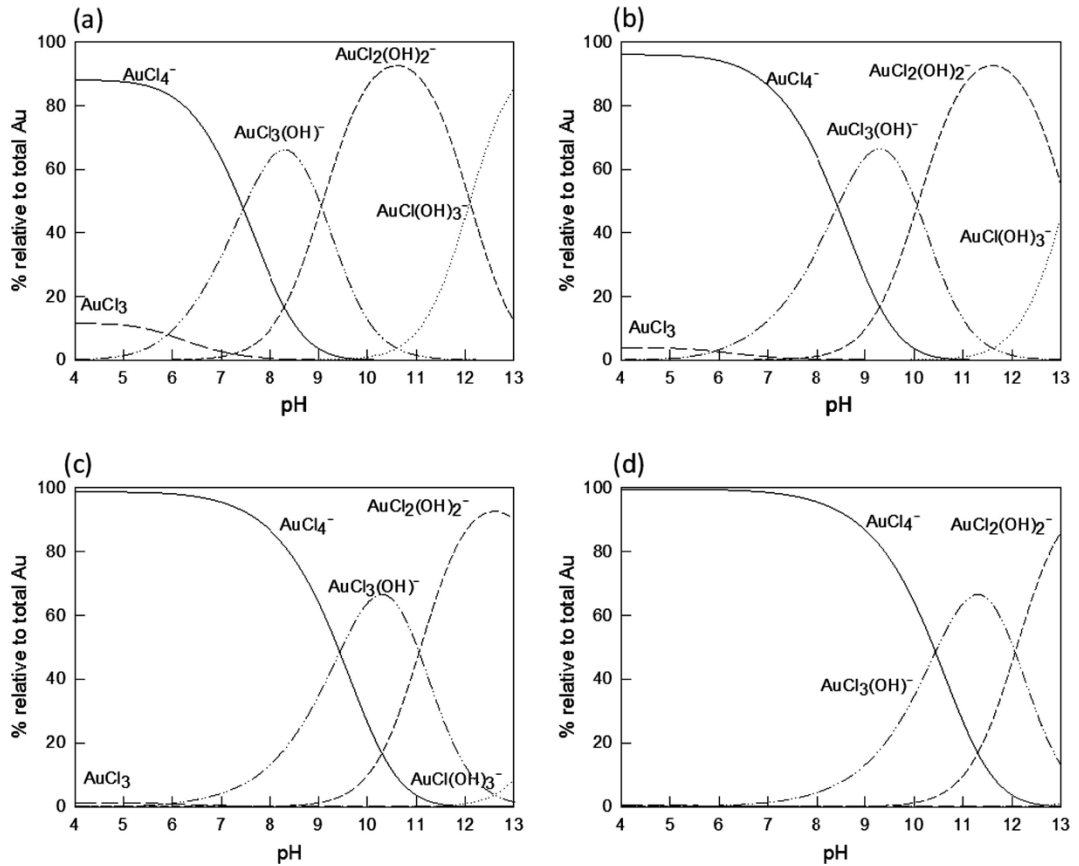 (a)
% relative to total Au
100
80
60
40
20
0
AuCl4−
AuCl3(OH)−
AuCl2(OH)2−
AuCl(OH)3−
AuCl3
4 5 6 7 8 9 10 11 12 13
pH
(b)
% relative to total Au
100
80
60
40
20
0
AuCl4−
AuCl2(OH)2−
AuCl3(OH)−
AuCl(OH)3−
AuCl3
4 5 6 7 8 9 10 11 12 13
pH
(c)
% relative to total Au
100
80
60
40
20
0
AuCl2(OH)2−
AuCl4−
AuCl3(OH)−
AuCl3
AuCl(OH)3−
4 5 6 7 8 9 10 11 12 13
pH
(d)
% relative to total Au
100
80
60
40
20
0
AuCl4−
AuCl2(OH)2−
AuCl3(OH)−
4 5 6 7 8 9 10 11 12 13
pH